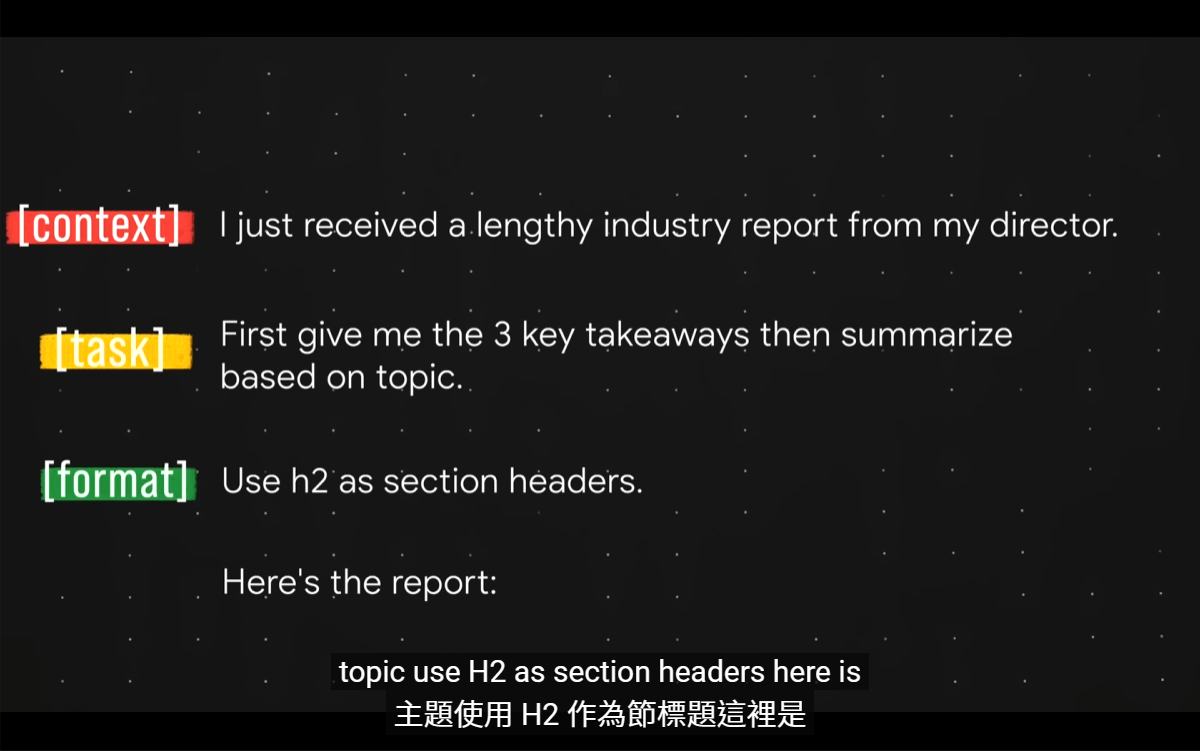 [context] I just received a lengthy industry report from my director.
[task] First give me the 3 key takeaways then summarize
based on topic.
[format] Use h2 as section headers.
Here's the report:
topic use H2 as section headers here is
主題使用 H2 作為節標題這裡是